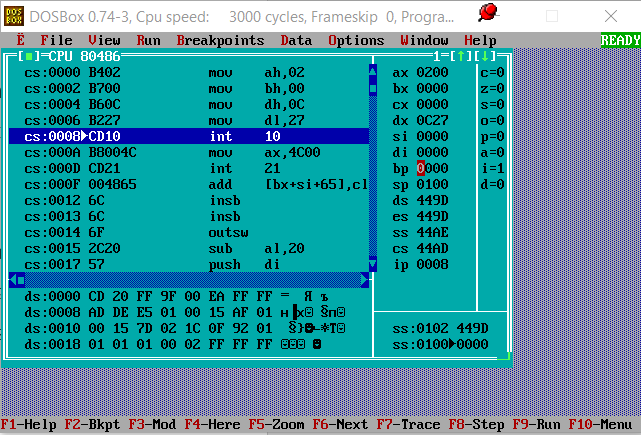 DOSBox 0.74-3, Cpu speed: 3000 cycles, Frameskip 0, Progra...
Ë File View Run Breakpoints Data Options Window Help READY
[■]=CPU 80486 1=[↑][↓]
cs:0000 B402 mov ah,02 ax 0200 c=0
cs:0002 B700 mov bh,00 bx 0000 z=0
cs:0004 B60C mov dh,0C cx 0000 s=0
cs:0006 B227 mov dl,27 dx 0C27 o=0
cs:0008►CD10 int 10 si 0000 p=0
cs:000A B8004C mov ax,4C00 di 0000 a=0
cs:000D CD21 int 21 bp 0000 i=1
cs:000F 004865 add [bx+si+65],cl sp 0100 d=0
cs:0012 6C insb ds 449D
cs:0013 6C insb es 449D
cs:0014 6F outsw ss 44AE
cs:0015 2C20 sub al,20 cs 44AD
cs:0017 57 push di ip 0008
ds:0000 CD 20 FF 9F 00 EA FF FF
ds:0008 AD DE E5 01 00 15 AF 01
ds:0010 00 15 7D 02 1C 0F 92 01 ss:0102 449D
ds:0018 01 01 01 00 02 FF FF FF ss:0100►0000
F1-Help F2-Bkpt F3-Mod F4-Here F5-Zoom F6-Next F7-Trace F8-Step F9-Run F10-Menu